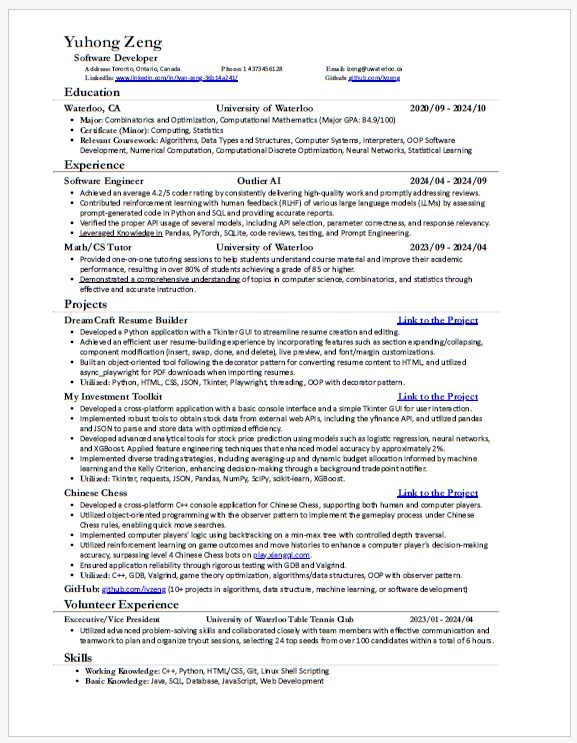 Yuhong Zeng
Software Developer
Address: Toronto, Ontario, Canada Phone: 1 4373456128 Email: izeng@uwaterloo.ca
LinkedIn: www.linkedin.com/in/ivan-zeng-36b14a241/ Github: github.com/iyzeng
Education
Waterloo, CA University of Waterloo 2020/09 - 2024/10
• Major: Combinatorics and Optimization, Computational Mathematics (Major GPA: 84.9/100)
• Certificate (Minor): Computing, Statistics
• Relevant Coursework: Algorithms, Data Types and Structures, Computer Systems, Interpreters, OOP Software
Development, Numerical Computation, Computational Discrete Optimization, Neural Networks, Statistical Learning
Experience
Software Engineer Outlier AI 2024/04 - 2024/09
• Achieved an average 4.2/5 coder rating by consistently delivering high-quality work and promptly addressing reviews.
• Contributed reinforcement learning with human feedback (RLHF) of various large language models (LLMs) by assessing
prompt-generated code in Python and SQL and providing accurate reports.
• Verified the proper API usage of several models, including API selection, parameter correctness, and response relevancy.
• Leveraged Knowledge in Pandas, PyTorch, SQLite, code reviews, testing, and Prompt Engineering.
Math/CS Tutor University of Waterloo 2023/09 - 2024/04
• Provided one-on-one tutoring sessions to help students understand course material and improve their academic
performance, resulting in over 80% of students achieving a grade of 85 or higher.
• Demonstrated a comprehensive understanding of topics in computer science, combinatorics, and statistics through
effective and accurate instruction.
Projects
DreamCraft Resume Builder Link to the Project
• Developed a Python application with a Tkinter GUI to streamline resume creation and editing.
• Achieved an efficient user resume-building experience by incorporating features such as section expanding/collapsing,
component modification (insert, swap, clone, and delete), live preview, and font/margin customizations.
• Built an object-oriented tool following the decorator pattern for converting resume content to HTML, and utilized
async_playwright for PDF downloads when importing resumes.
• Utilized: Python, HTML, CSS, JSON, Tkinter, Playwright, threading, OOP with decorator pattern.
My Investment Toolkit Link to the Project
• Developed a cross-platform application with a basic console interface and a simple Tkinter GUI for user interaction.
• Implemented robust tools to obtain stock data from external web APIs, including the yfinance API, and utilized pandas
and JSON to parse and store data with optimized efficiency.
• Developed advanced analytical tools for stock price prediction using models such as logistic regression, neural networks,
and XGBoost. Applied feature engineering techniques that enhanced model accuracy by approximately 2%.
• Implemented diverse trading strategies, including averaging-up and dynamic budget allocation informed by machine
learning and the Kelly Criterion, enhancing decision-making through a background tradepoint notifier.
• Utilized: Tkinter, requests, JSON, Pandas, NumPy, SciPy, scikit-learn, XGBoost.
Chinese Chess Link to the Project
• Developed a cross-platform C++ console application for Chinese Chess, supporting both human and computer players.
• Utilized object-oriented programming with the observer pattern to implement the gameplay process under Chinese
Chess rules, enabling quick move searches.
• Implemented computer players' logic using backtracking on a min-max tree with controlled depth traversal.
• Utilized reinforcement learning on game outcomes and move histories to enhance a computer player's decision-making
accuracy, surpassing level 4 Chinese Chess bots on play.xiangqi.com.
• Ensured application reliability through rigorous testing with GDB and Valgrind.
• Utilized: C++, GDB, Valgrind, game theory optimization, algorithms/data structures, OOP with observer pattern.
GitHub: github.com/iyzeng (10+ projects in algorithms, data structure, machine learning, or software development)
Volunteer Experience
Excecutive/Vice President University of Waterloo Table Tennis Club 2023/01 - 2024/04
• Utilized advanced problem-solving skills and collaborated closely with team members with effective communication and
teamwork to plan and organize tryout sessions, selecting 24 top seeds from over 100 candidates within a total of 6 hours.
Skills
• Working Knowledge: C++, Python, HTML/CSS, Git, Linux Shell Scripting
• Basic Knowledge: Java, SQL, Database, JavaScript, Web Development